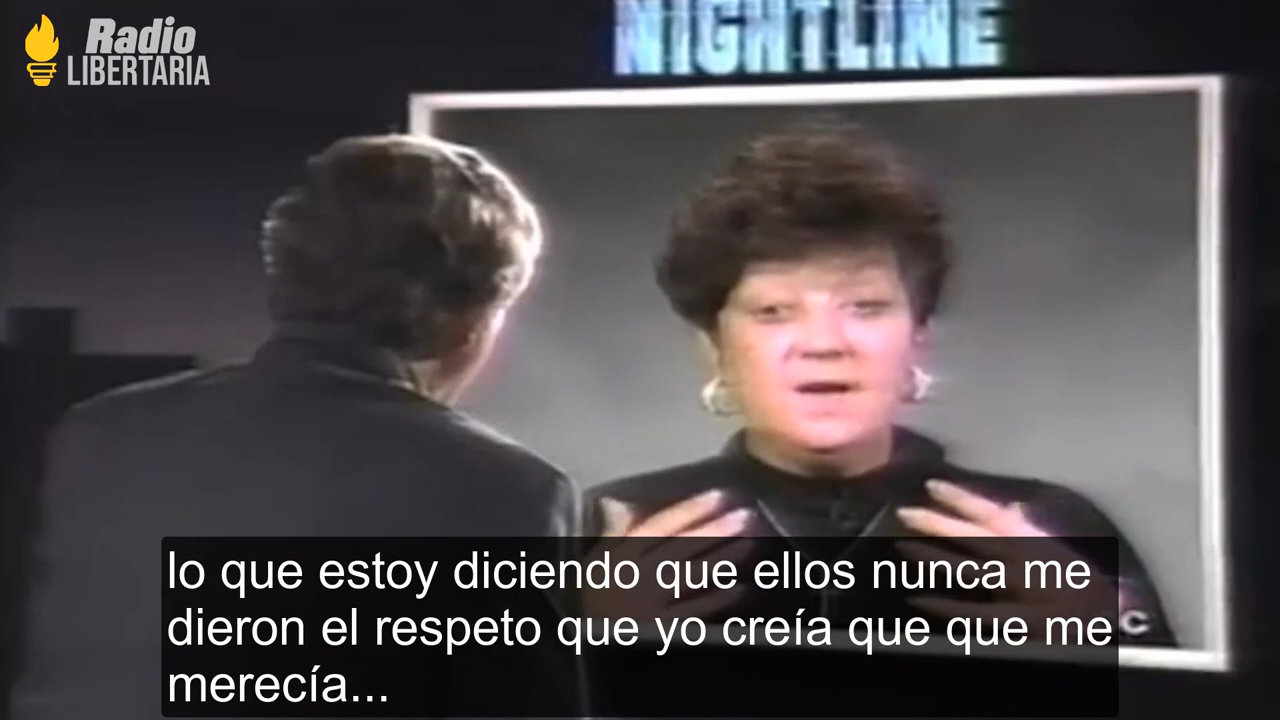 Radio
LIBERTARIA
NIGHTLINE
lo que estoy diciendo que ellos nunca me
dieron el respeto que yo creía que que me
merecía...